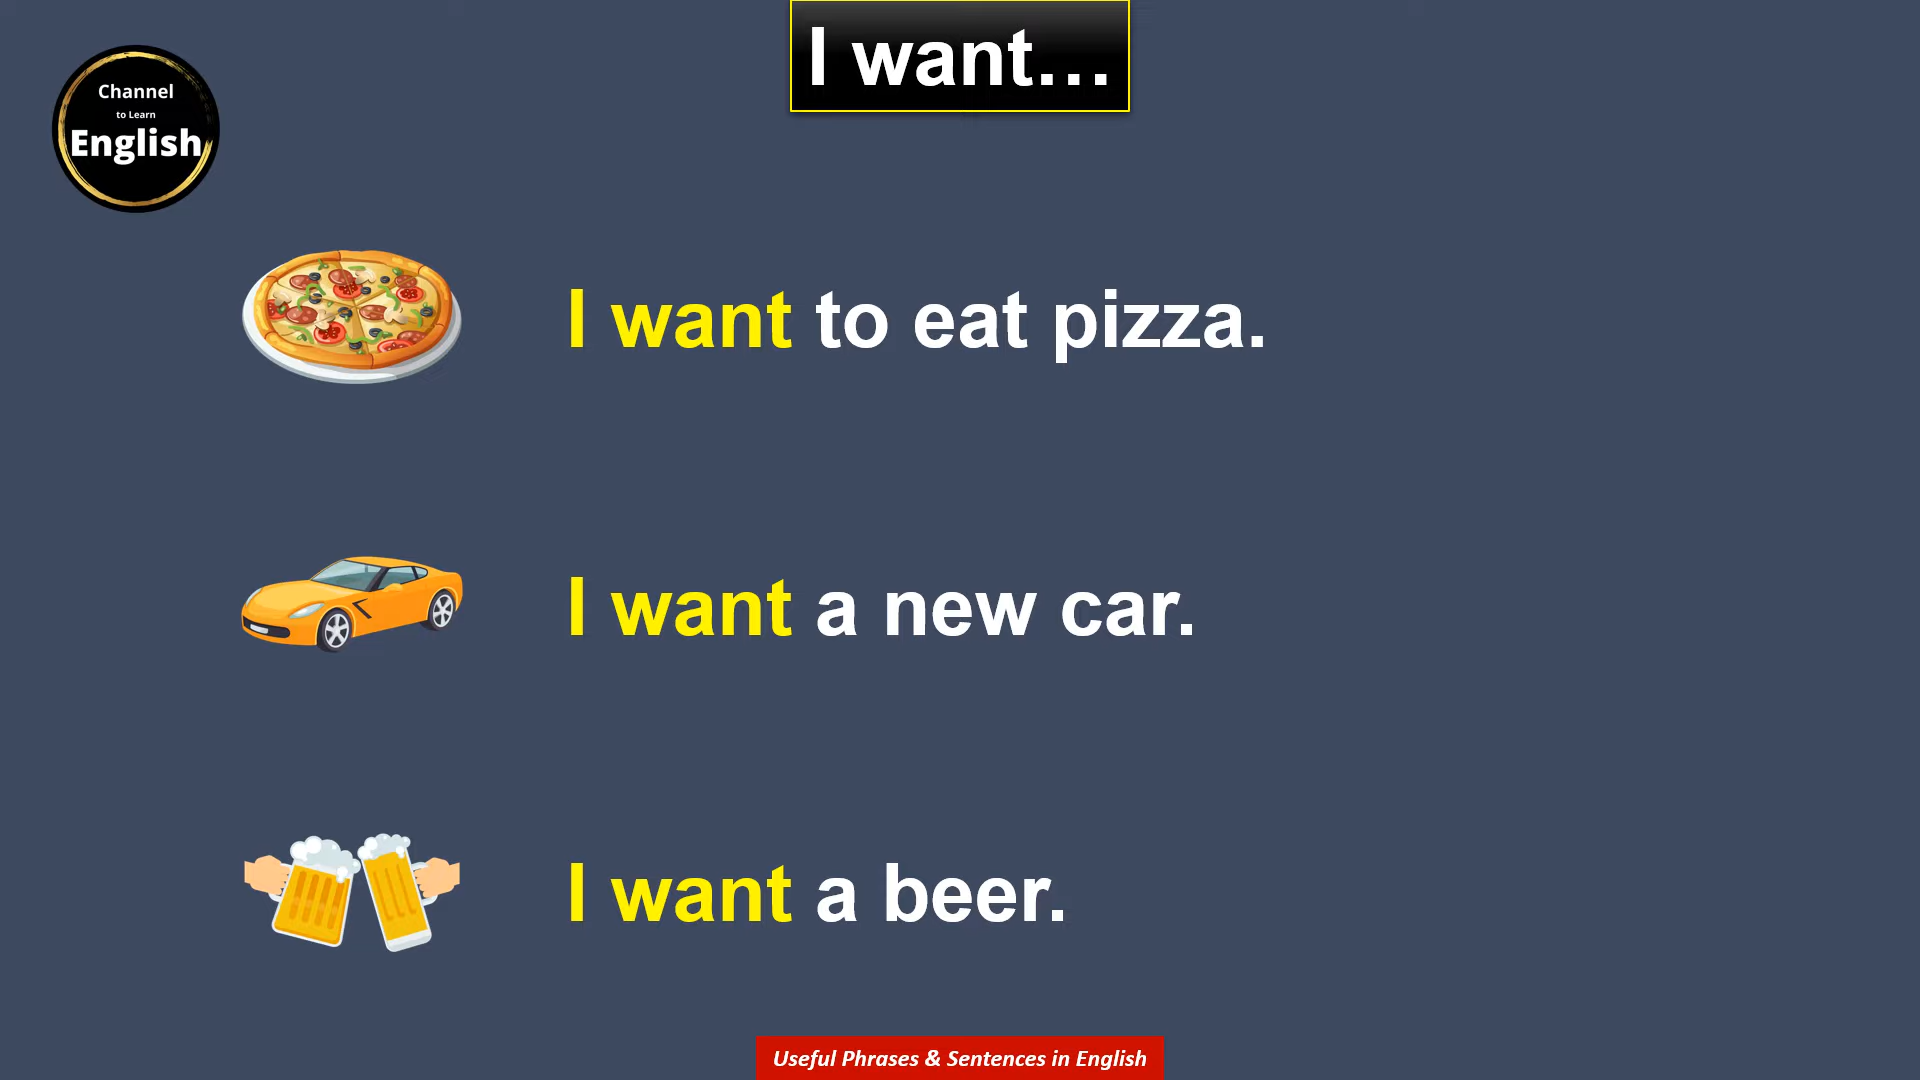 I want...
Channel
to Learn
English
I want to eat pizza.
I want a new car.
I want a beer.
Useful Phrases & Sentences in English